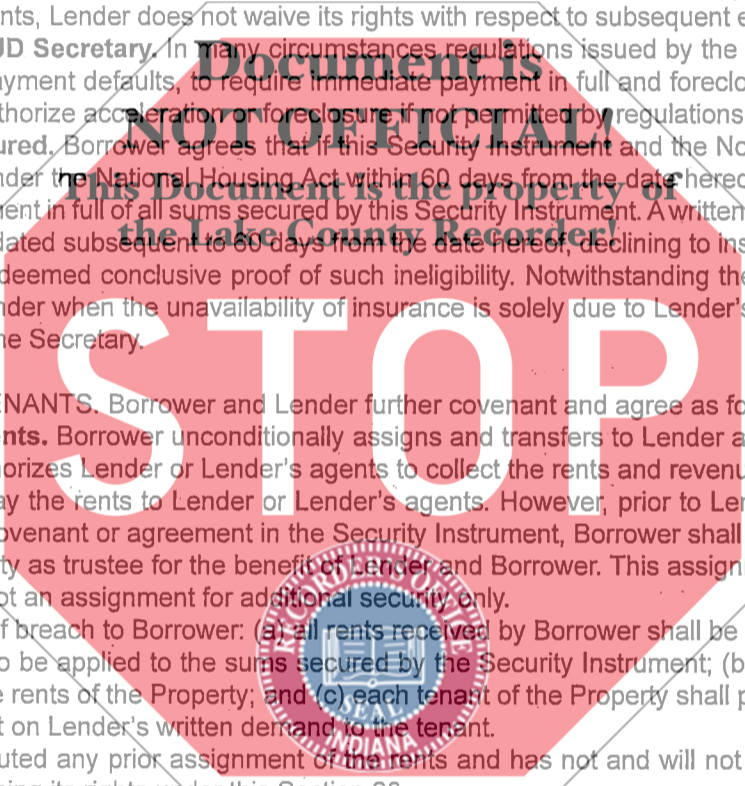 nts, Lender does not waive its rights with respect to subsequent e
JD Secretary. In many circumstances regulations issued by the
Document is
ayment defaults, to require immediate payment in full and foreclo
thorize acceleration or foreclosure if not permitted by regulations
NOT OFFICIAL!
ured. Borrower agrees that if this Security Instrument and the No
nder the National Housing Act within 60 days from the date hereo
This Document is the property of
ment in full of all sums secured by this Security Instrument. A written
the Lake County Recorder!
dated subsequent to 60 days from the date hereof, declining to ins
deemed conclusive proof of such ineligibility. Notwithstanding the
nder when the unavailability of insurance is solely due to Lender's
he Secretary.
STOP
ENANTS. Borrower and Lender further covenant and agree as fo
nts. Borrower unconditionally assigns and transfers to Lender a
horizes Lender or Lender's agents to collect the rents and revenu
ay the rents to Lender or Lender's agents. However, prior to Len
ovenant or agreement in the Security Instrument, Borrower shall
ty as trustee for the benefit of Lender and Borrower. This assign
ot an assignment for additional security only.
RECORDER'S OFFICE
f breach to Borrower: (a) all rents received by Borrower shall be
o be applied to the sums secured by the Security Instrument; (b
e rents of the Property; and (c) each tenant of the Property shall p
SEAL
t on Lender's written demand to the tenant.
INDIANA
uted any prior assignment of the rents and has not and will not